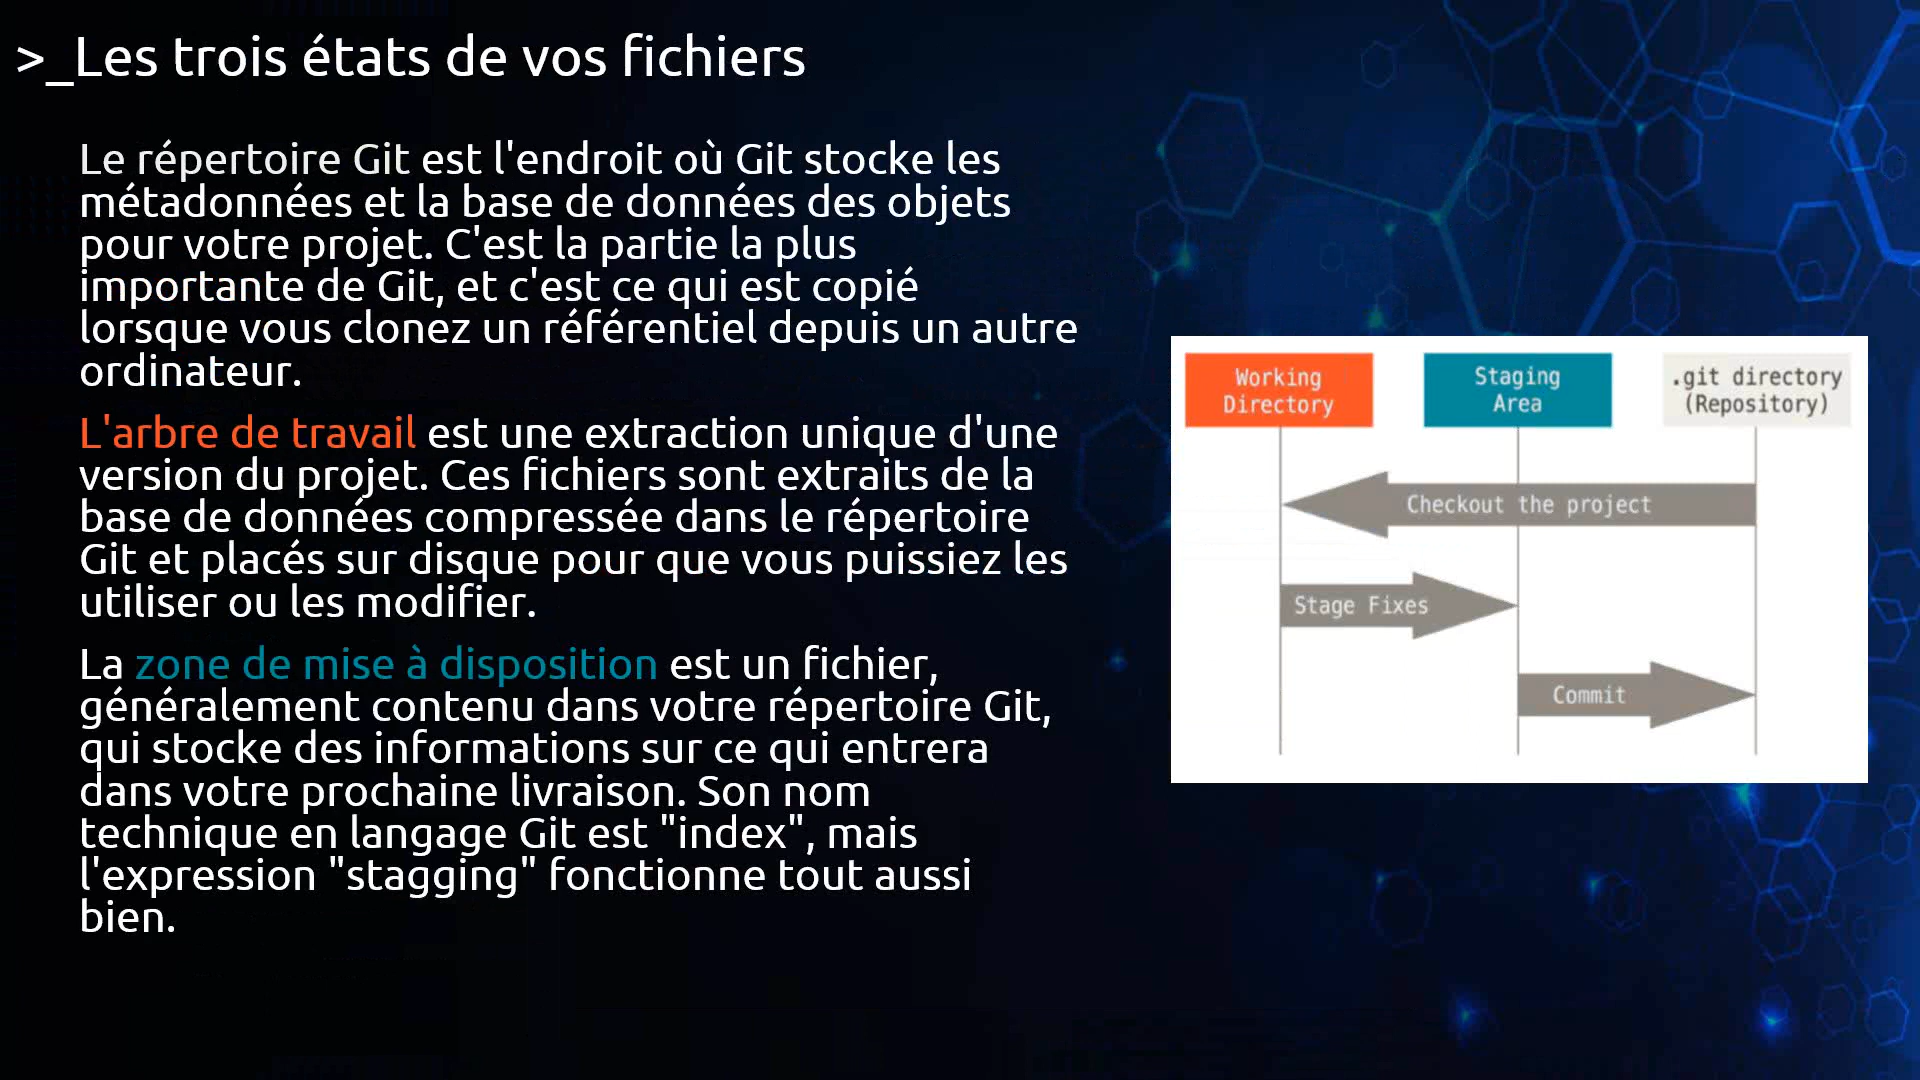 >_Les trois états de vos fichiers
Le répertoire Git est l'endroit où Git stocke les
métadonnées et la base de données des objets
pour votre projet. C'est la partie la plus
importante de Git, et c'est ce qui est copié
lorsque vous clonez un référentiel depuis un autre
ordinateur.
L'arbre de travail est une extraction unique d'une
version du projet. Ces fichiers sont extraits de la
base de données compressée dans le répertoire
Git et placés sur disque pour que vous puissiez les
utiliser ou les modifier.
La zone de mise à disposition est un fichier,
généralement contenu dans votre répertoire Git,
qui stocke des informations sur ce qui entrera
dans votre prochaine livraison. Son nom
technique en langage Git est "index", mais
l'expression "stagging" fonctionne tout aussi
bien.
Working
Directory
Staging
Area
.git directory
(Repository)
Checkout the project
Stage Fixes
Commit